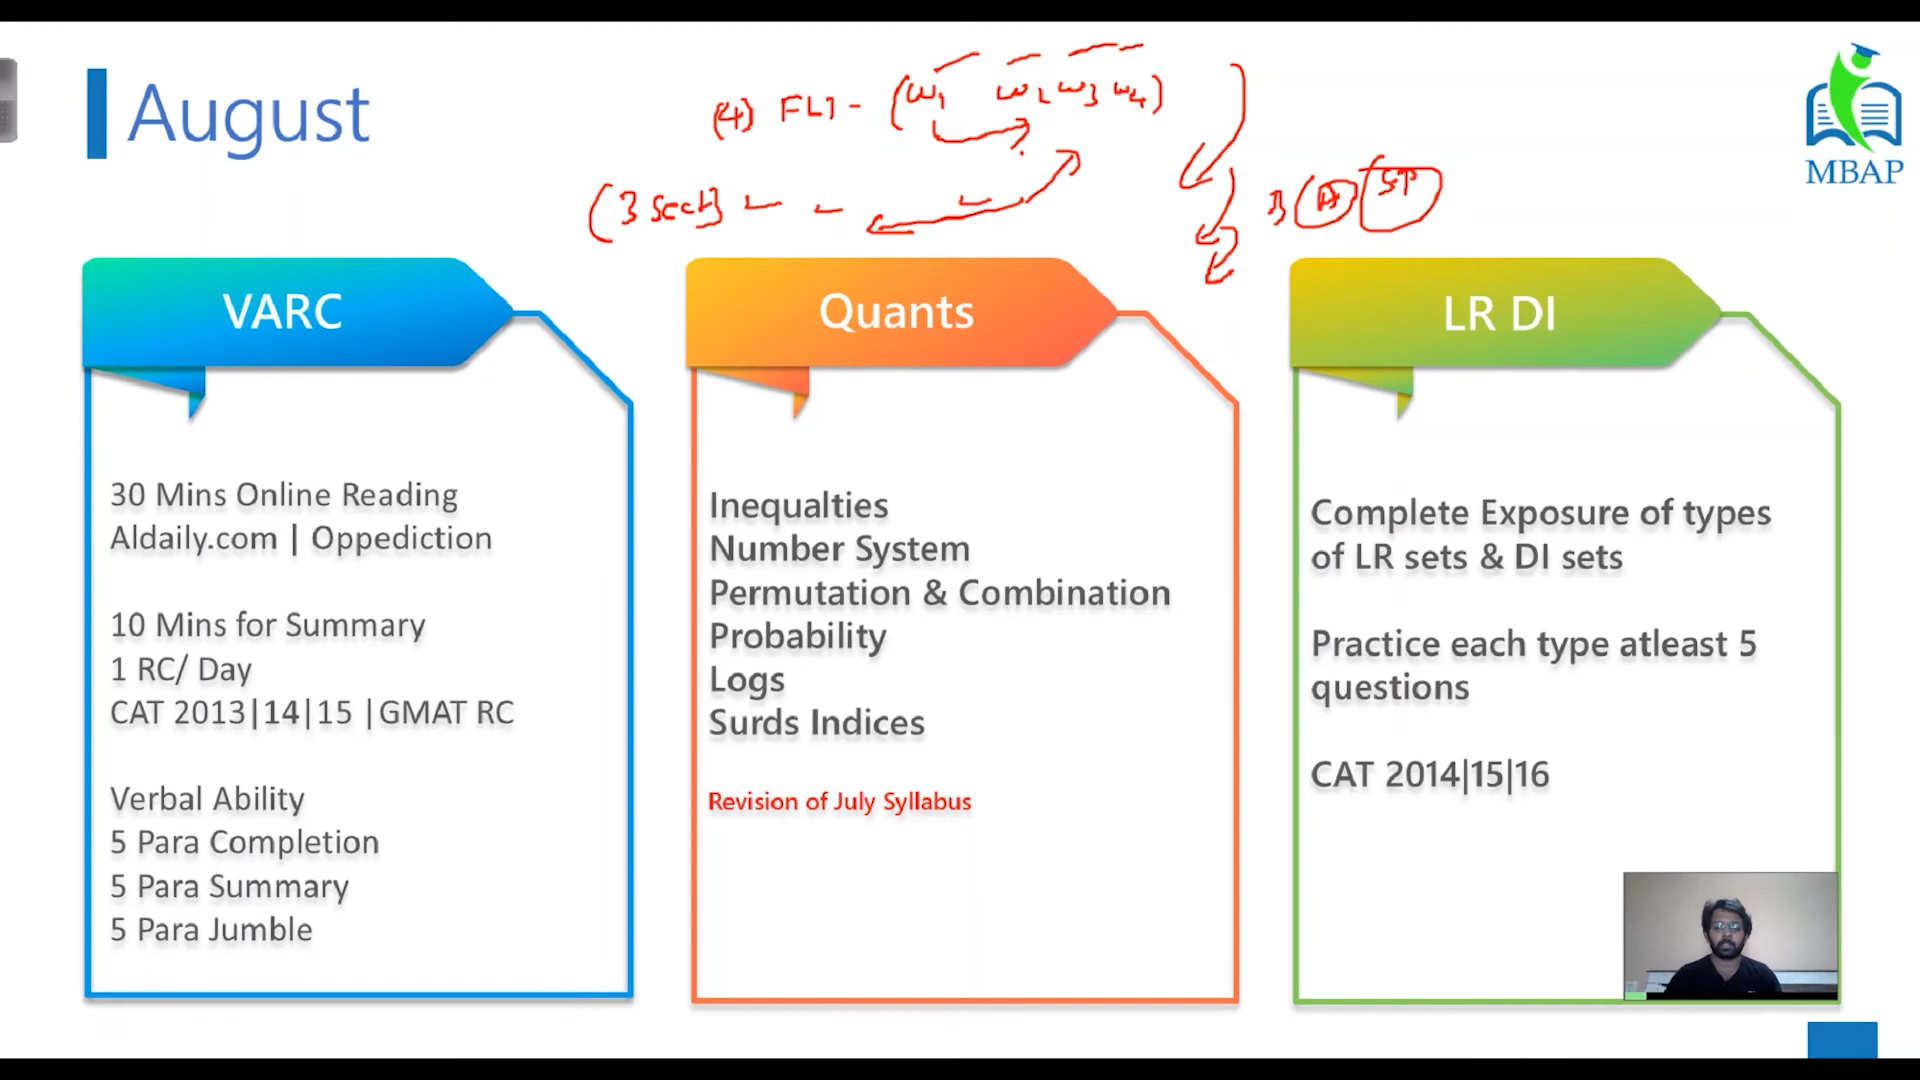 August
(4) FLT - (W1 W2 W3 W4)
(3 Sect)
MBAP
VARC
30 Mins Online Reading
Aldaily.com | Oppediction
10 Mins for Summary
1 RC/ Day
CAT 2013|14|15 |GMAT RC
Verbal Ability
5 Para Completion
5 Para Summary
5 Para Jumble
Quants
Inequalties
Number System
Permutation & Combination
Probability
Logs
Surds Indices
Revision of July Syllabus
LR DI
Complete Exposure of types
of LR sets & DI sets
Practice each type atleast 5
questions
CAT 2014|15|16